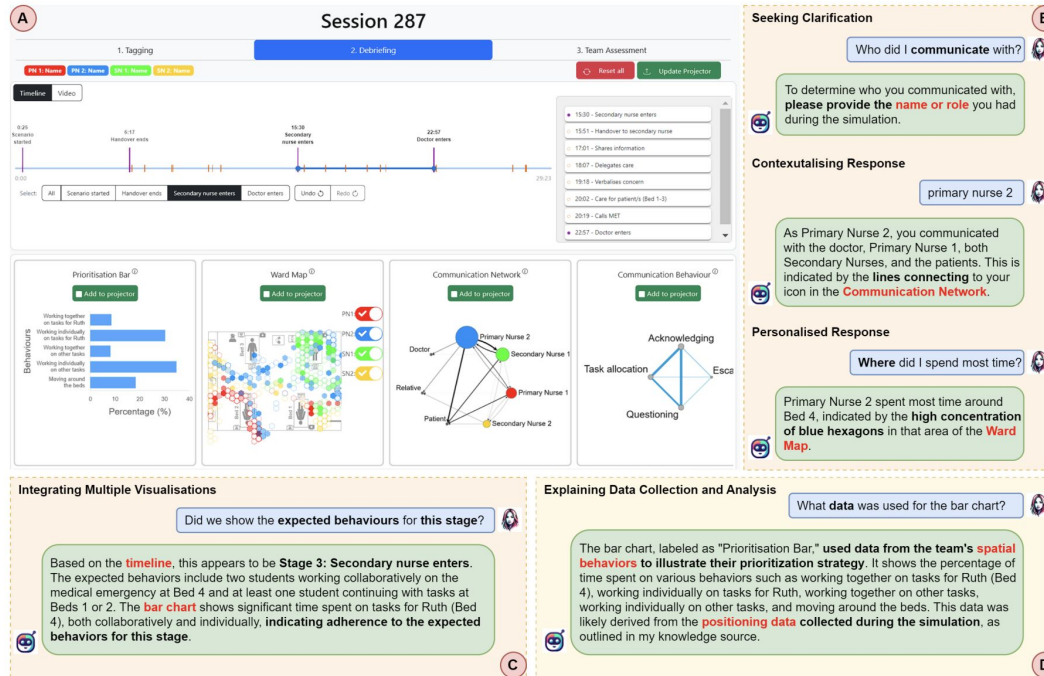 A
Session 287
1. Tagging
2. Debriefing
3. Team Assessment
PN 1: Name
PN 2: Name
SN 1: Name
SN 2: Name
Reset all
Update Projector
Timeline
Video
0:25
Scenario
started
6:17
Handover ends
15:30
Secondary
nurse enters
22:57
Doctor enters
0:00
29:23
Select:
All
Scenario started
Handover ends
Secondary nurse enters
Doctor enters
Undo
Redo
15:30 - Secondary nurse enters
15:51 - Handover to secondary nurse
17:01 - Shares information
18:07 - Delegates care
19:18 - Verbalises concern
20:02 - Care for patient/s (Bed 1-3)
20:19 - Calls MET
22:57 - Doctor enters
Prioritisation Bar
Add to projector
Behaviours
Working together
on tasks for Ruth
Working individually
on tasks for Ruth
Working together
on other tasks
Working individually
on other tasks
Moving around
the beds
0
10
20
30
40
Percentage (%)
Ward Map
Add to projector
PN1
PN2
SN1
SN2
Communication Network
Add to projector
Primary Nurse 2
Doctor
Secondary Nurse 1
Relative
Primary Nurse 1
Patient
Secondary Nurse 2
Communication Behaviour
Add to projector
Acknowledging
Task allocation
Esca
Questioning
Seeking Clarification
Who did I communicate with?
To determine who you communicated with,
please provide the name or role you had
during the simulation.
Contexutalising Response
primary nurse 2
As Primary Nurse 2, you communicated
with the doctor, Primary Nurse 1, both
Secondary Nurses, and the patients. This is
indicated by the lines connecting to your
icon in the Communication Network.
Personalised Response
Where did I spend most time?
Primary Nurse 2 spent most time around
Bed 4, indicated by the high concentration
of blue hexagons in that area of the Ward
Map.
Integrating Multiple Visualisations
Did we show the expected behaviours for this stage?
Based on the timeline, this appears to be Stage 3: Secondary nurse enters.
The expected behaviors include two students working collaboratively on the
medical emergency at Bed 4 and at least one student continuing with tasks at
Beds 1 or 2. The bar chart shows significant time spent on tasks for Ruth (Bed
4), both collaboratively and individually, indicating adherence to the expected
behaviors for this stage.
C
Explaining Data Collection and Analysis
What data was used for the bar chart?
The bar chart, labeled as "Prioritisation Bar," used data from the team's spatial
behaviors to illustrate their prioritization strategy. It shows the percentage of
time spent on various behaviors such as working together on tasks for Ruth (Bed
4), working individually on tasks for Ruth, working together on other tasks,
working individually on other tasks, and moving around the beds. This data was
likely derived from the positioning data collected during the simulation, as
outlined in my knowledge source.